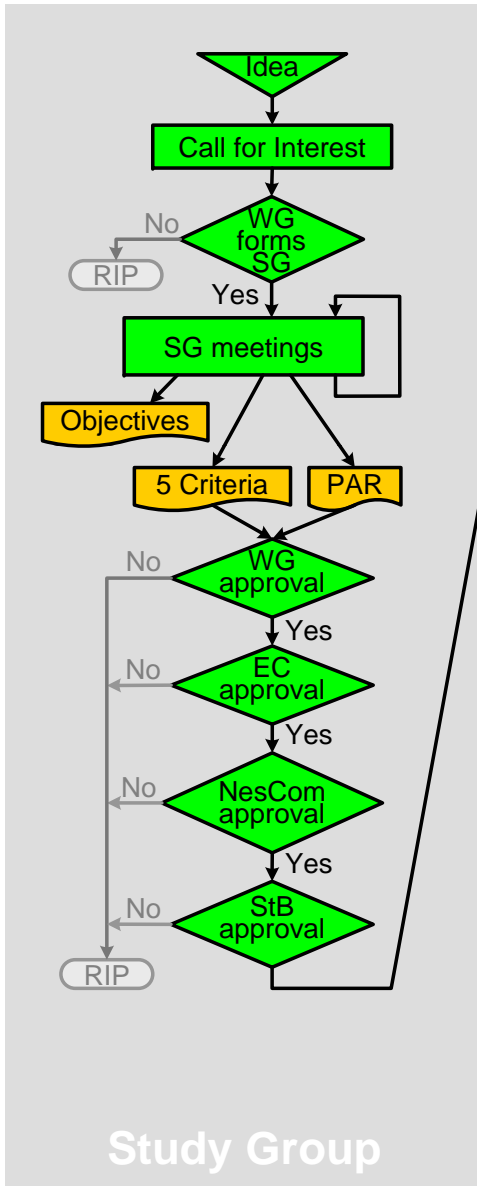 Idea
Call for Interest
No
WG
forms
SG
RIP
Yes
SG meetings
Objectives
5 Criteria
PAR
No
WG
approval
Yes
No
EC
approval
Yes
No
NesCom
approval
Yes
No
StB
approval
RIP
Study Group